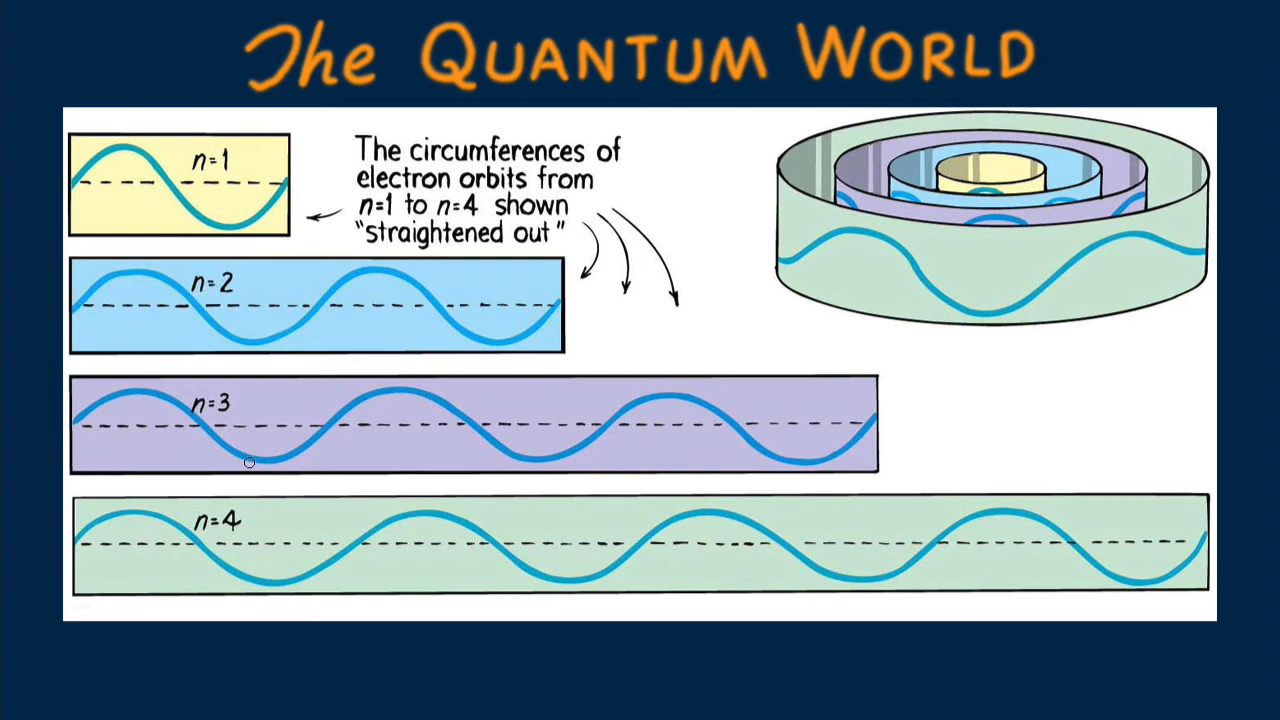 The QUANTUM WORLD
n=1
The circumferences of
electron orbits from
n=1 to n=4 shown
"straightened out"
n=2
n=3
n=4